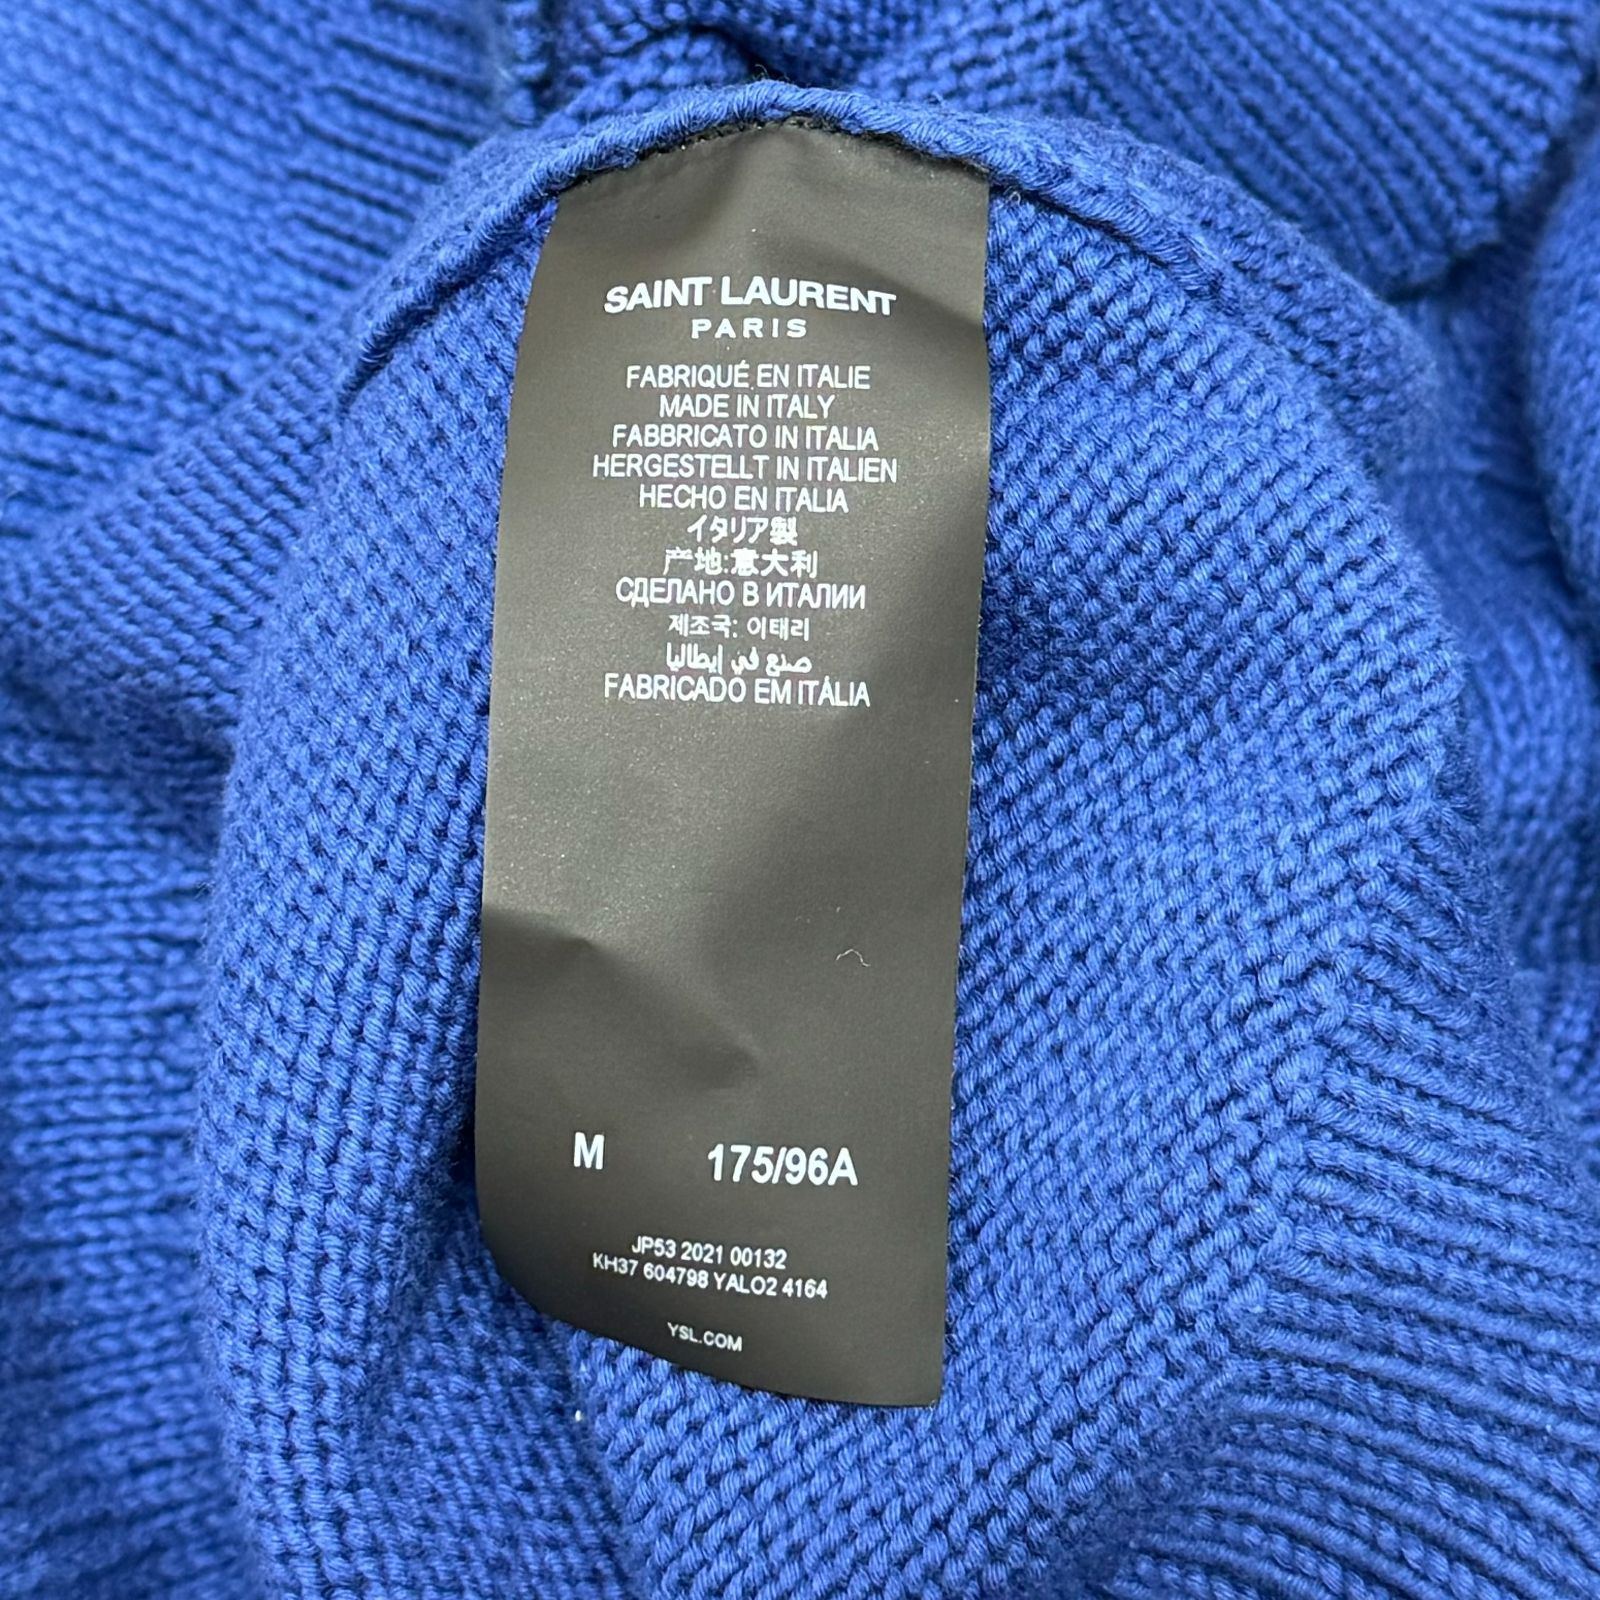 SAINT LAURENT
PARIS
FABRIQUÉ EN ITALIE
MADE IN ITALY
FABBRICATO IN ITALIA
HERGESTELLT IN ITALIEN
HECHO EN ITALIA
イタリア製
产地:意大利
СДЕЛАНО В ИТАЛИИ
제조국: 이태리
صنع في إيطاليا
FABRICADO EM ITÁLIA
M 175/96A
JP53 2021 00132
KH37 604798 YALO2 4164
YSL.COM